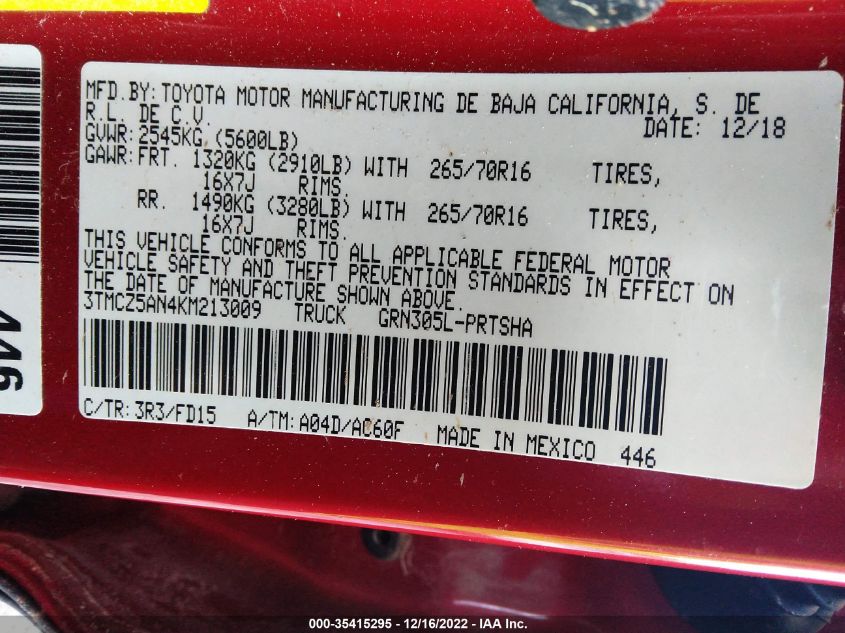 MFD.BY: TOYOTA MOTOR MANUFACTURING DE BAJA CALIFORNIA, S. DE
R.L. DE C.V.
DATE: 12/18
GVWR: 2545KG (5600LB)
GAWR: FRT. 1320KG (2910LB) WITH 265/70R16 TIRES,
16X7J RIMS.
RR. 1490KG (3280LB) WITH 265/70R16 TIRES,
16X7J RIMS.
THIS VEHICLE CONFORMS TO ALL APPLICABLE FEDERAL MOTOR
VEHICLE SAFETY AND THEFT PREVENTION STANDARDS IN EFFECT ON
THE DATE OF MANUFACTURE SHOWN ABOVE.
3TMCZ5AN4KM213009 TRUCK GRN305L-PRTSHA
C/TR: 3R3/FD15 A/TM: A04D/AC60F MADE IN MEXICO 446
446
000-35415295 - 12/16/2022 - IAA Inc.